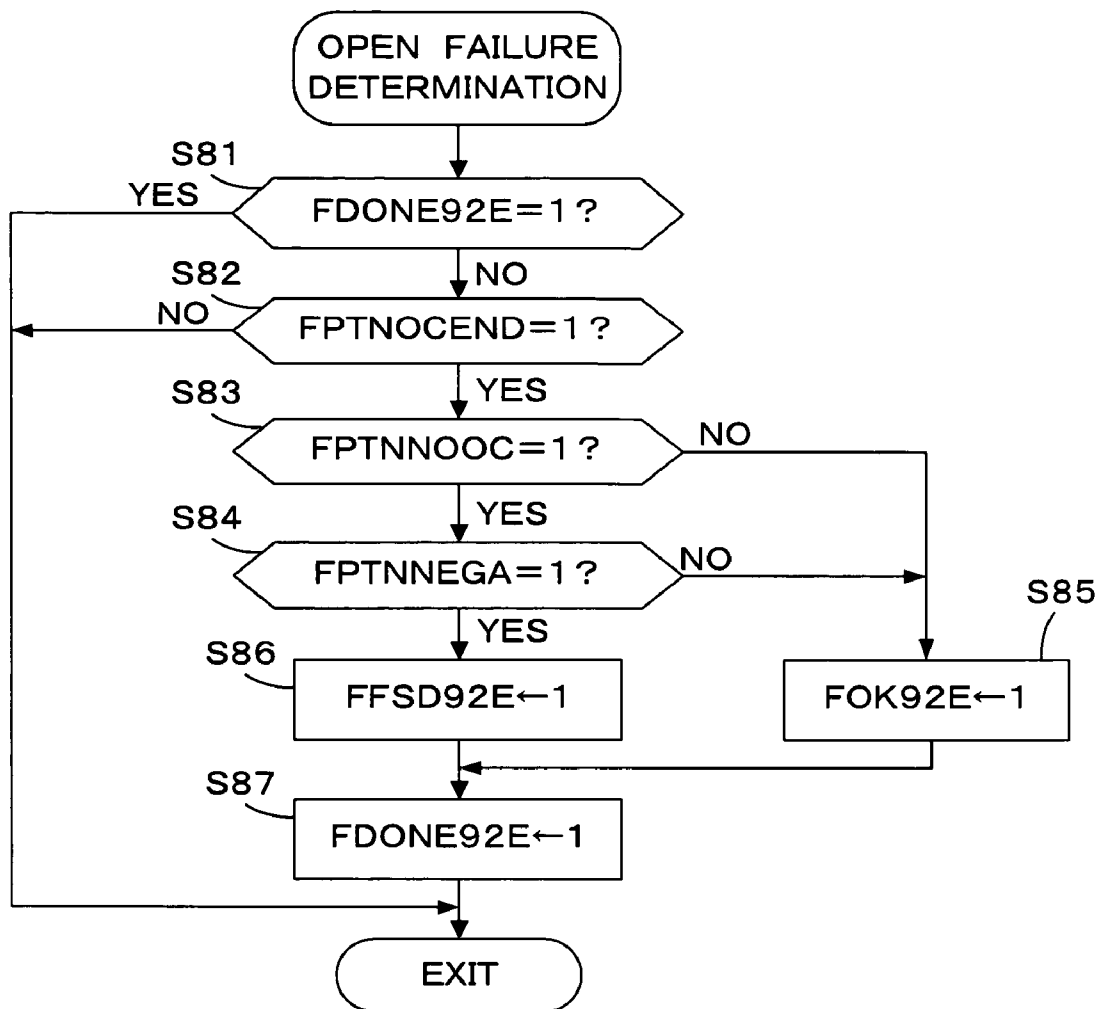 OPEN FAILURE
DETERMINATION
S81
YES
FDONE92E=1?
NO
S82
NO
FPTNOCEND=1?
YES
S83
FPTNNOOC=1?
NO
YES
S84
FPTNNEGA=1?
NO
YES
S85
S86
FFSD92E←1
FOK92E←1
S87
FDONE92E←1
EXIT